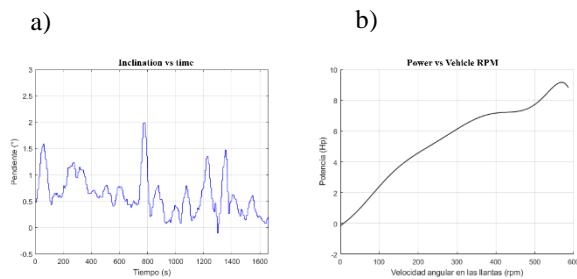 a)
b)
Inclination vs time
Pendiente (°)
3
2.5
2
1.5
1
0.5
0
-0.5
0 200 400 600 800 1000 1200 1400 1600
Tiempo (s)
Power vs Vehicle RPM
Potencia (Hp)
10
8
6
4
2
0
-2
0 100 200 300 400 500 600
Velocidad angular en las llantas (rpm)